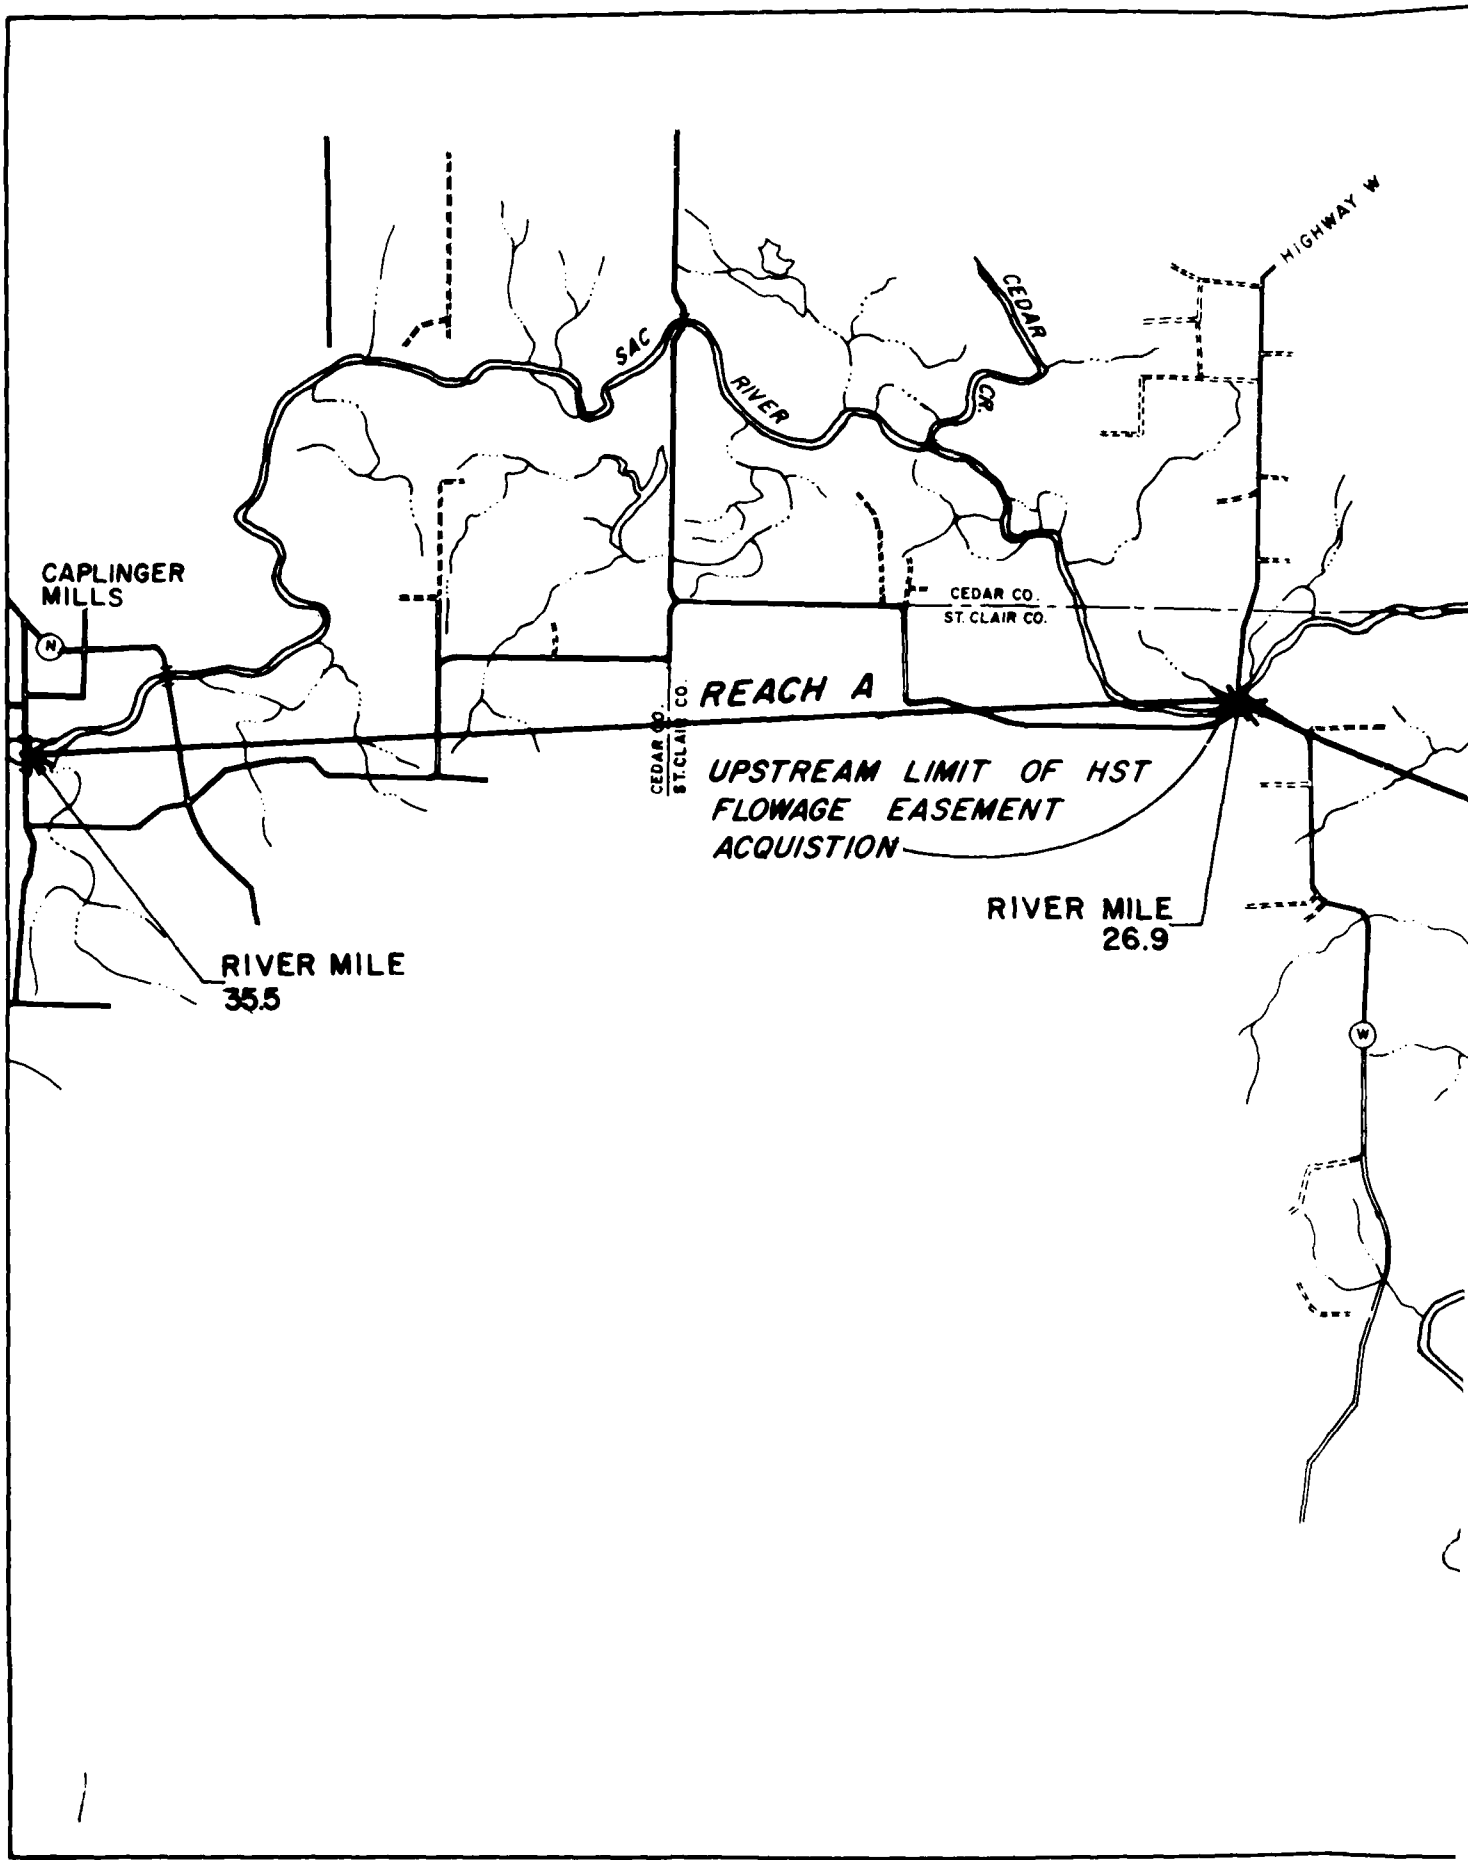 HIGHWAY W
CEDAR
CR.
SAC
RIVER
CAPLINGER
MILLS
N
CEDAR CO.
ST. CLAIR CO.
REACH A
CEDAR CO.
ST. CLAIR CO.
UPSTREAM LIMIT OF HST
FLOWAGE EASEMENT
ACQUISTION
RIVER MILE
26.9
RIVER MILE
35.5
W